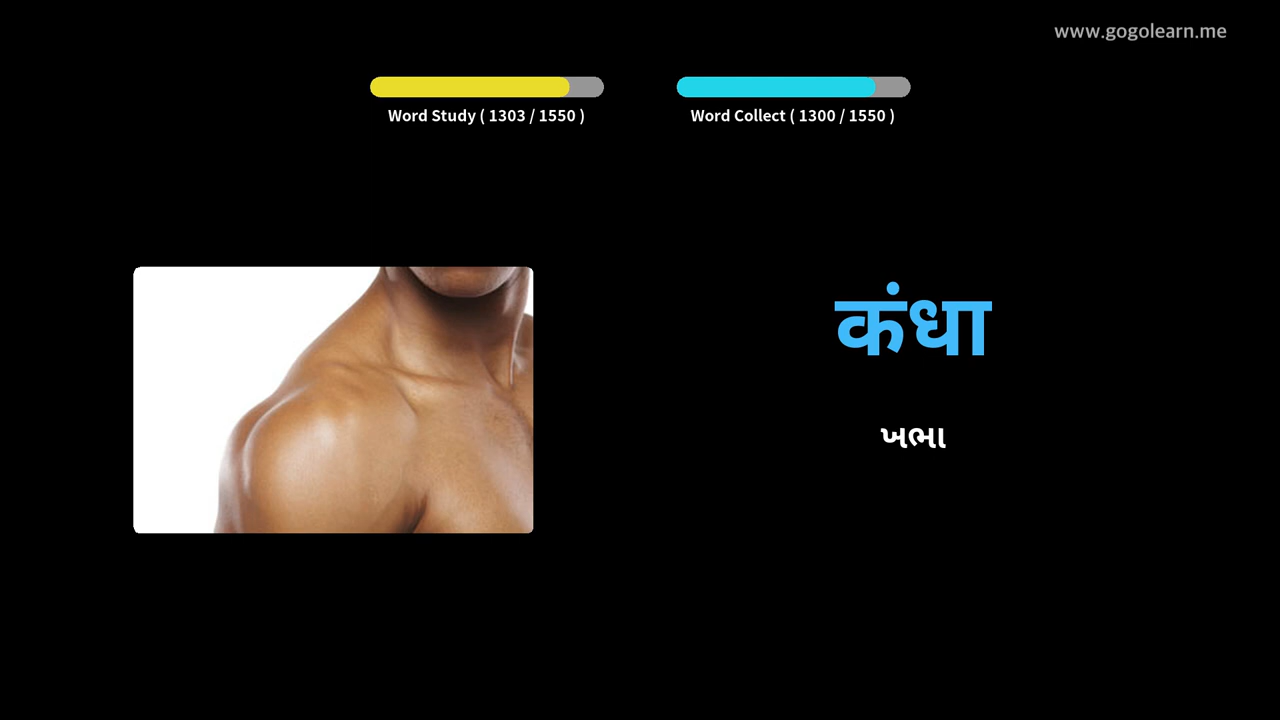 www.gogolearn.me
Word Study ( 1303 / 1550 )
Word Collect ( 1300 / 1550 )
कंधा
ખભા